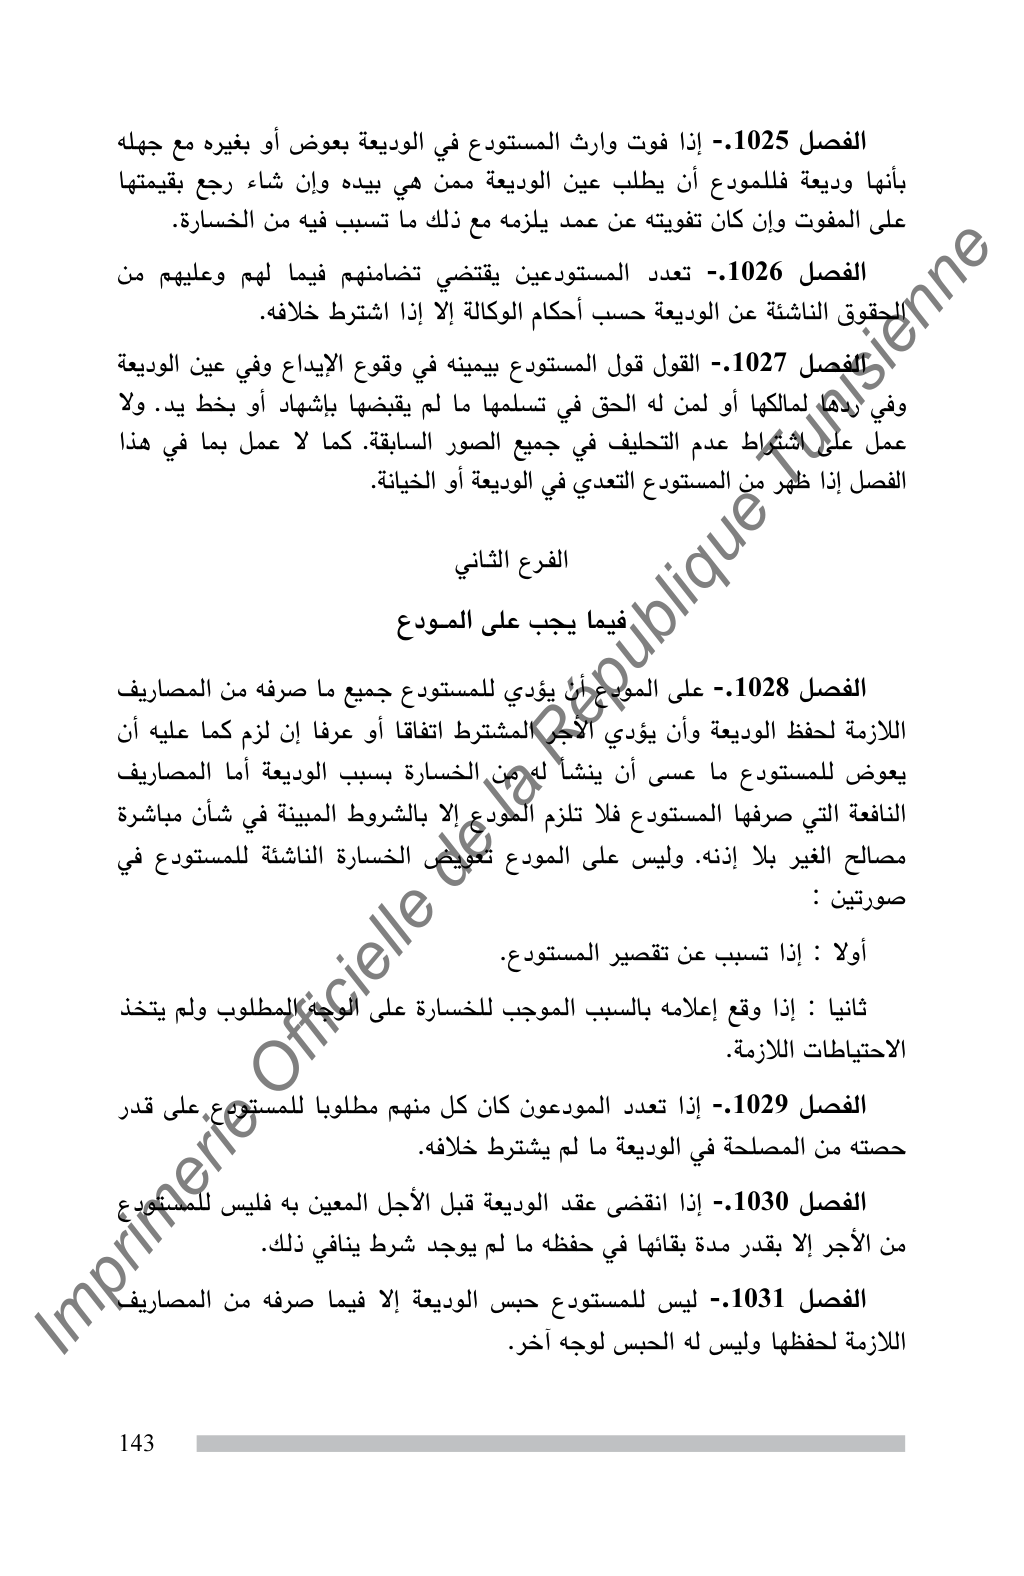 الفصل 1025.- إذا فوت وارث المستودع في الوديعة بعوض أو بغيره مع جهله
بأنها وديعة فللمودع أن يطلب عين الوديعة ممن هي بيده وإن شاء رجع بقيمتها
على المفوت وإن كان تفويته عن عمد يلزمه مع ذلك ما تسبب فيه من الخسارة.
الفصل 1026.- تعدد المستودعين يقتضي تضامنهم فيما لهم وعليهم من
الحقوق الناشئة عن الوديعة حسب أحكام الوكالة إلا إذا اشترط خلافه.
الفصل 1027.- القول قول المستودع بيمينه في وقوع الإيداع وفي عين الوديعة
وفي ردها لمالكها أو لمن له الحق في تسلمها ما لم يقبضها بإشهاد أو بخط يد. ولا
عمل على اشتراط عدم التحليف في جميع الصور السابقة. كما لا عمل بما في هذا
الفصل إذا ظهر من المستودع التعدي في الوديعة أو الخيانة.
الفـرع الثـاني
فيما يجب على المـودع
الفصل 1028.- على المودع أن يؤدي للمستودع جميع ما صرفه من المصاريف
اللازمة لحفظ الوديعة وأن يؤدي الأجر المشترط اتفاقا أو عرفا إن لزم كما عليه أن
يعوض للمستودع ما عسى أن ينشأ له من الخسارة بسبب الوديعة أما المصاريف
النافعة التي صرفها المستودع فلا تلزم المودع إلا بالشروط المبينة في شأن مباشرة
مصالح الغير بلا إذنه. وليس على المودع تعويض الخسارة الناشئة للمستودع في
صورتين :
أولا : إذا تسبب عن تقصير المستودع.
ثانيا : إذا وقع إعلامه بالسبب الموجب للخسارة على الوجه المطلوب ولم يتخذ
الاحتياطات اللازمة.
الفصل 1029.- إذا تعدد المودعون كان كل منهم مطلوبا للمستودع على قدر
حصته من المصلحة في الوديعة ما لم يشترط خلافه.
الفصل 1030.- إذا انقضى عقد الوديعة قبل الأجل المعين به فليس للمستودع
من الأجر إلا بقدر مدة بقائها في حفظه ما لم يوجد شرط ينافي ذلك.
الفصل 1031.- ليس للمستودع حبس الوديعة إلا فيما صرفه من المصاريف
اللازمة لحفظها وليس له الحبس لوجه آخر.
143
Imprimerie Officielle de la République Tunisienne